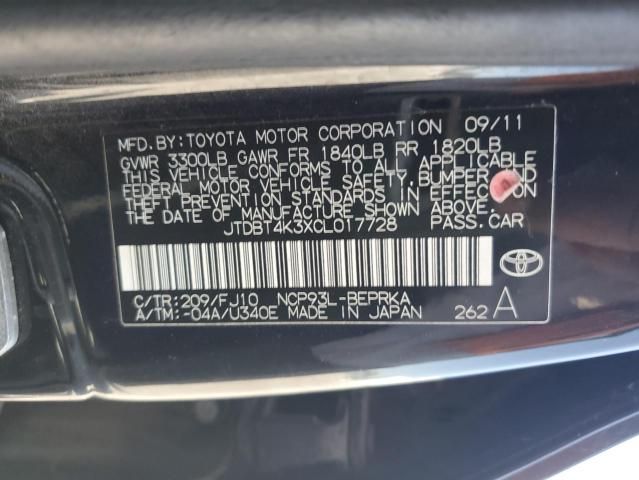 MFD.BY:TOYOTA MOTOR CORPORATION 09/11
GVWR 3300LB GAWR FR 1840LB RR 1820LB
THIS VEHICLE CONFORMS TO ALL APPLICABLE
FEDERAL MOTOR VEHICLE SAFETY, BUMPER AND
THEFT PREVENTION STANDARDS IN EFFECT ON
THE DATE OF MANUFACTURE SHOWN ABOVE.
JTDBT4K3XCL017728 PASS.CAR
C/TR:209/FJ10 NCP93L-BEPRKA
A/TM:-04A/U340E MADE IN JAPAN 262 A